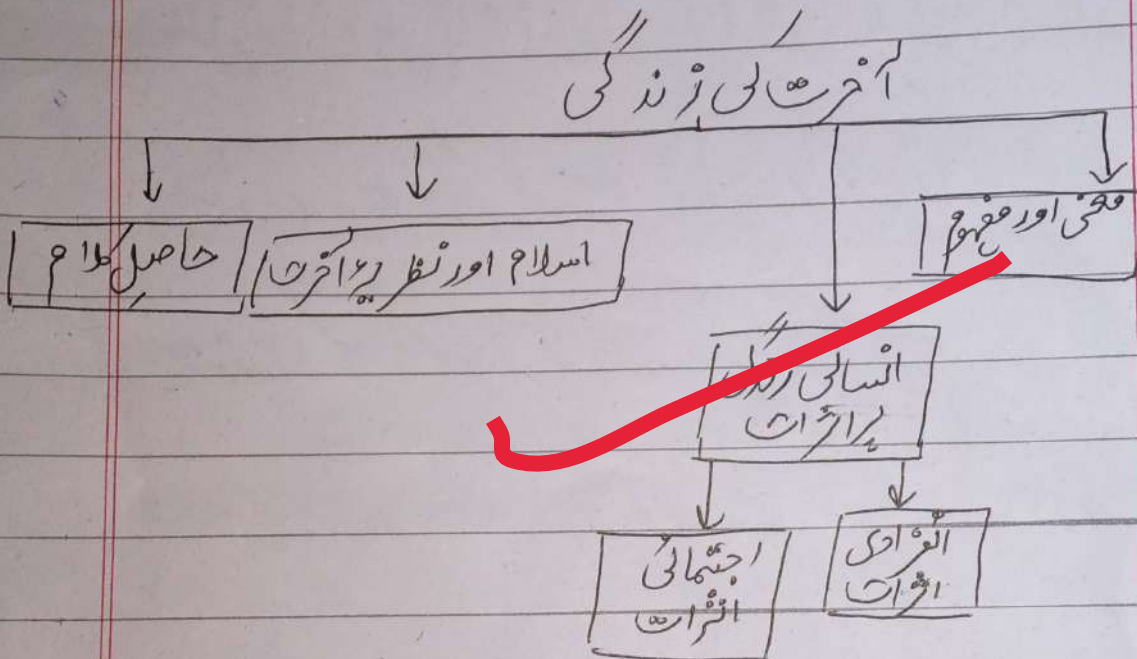 آخرت کی زندگی
معنی اور مفہوم
اسلام اور نظریہء آخرت
حاصل کلام
انسانی زندگی
پر اثرات
انفرادی
اثرات
اجتماعی
اثرات